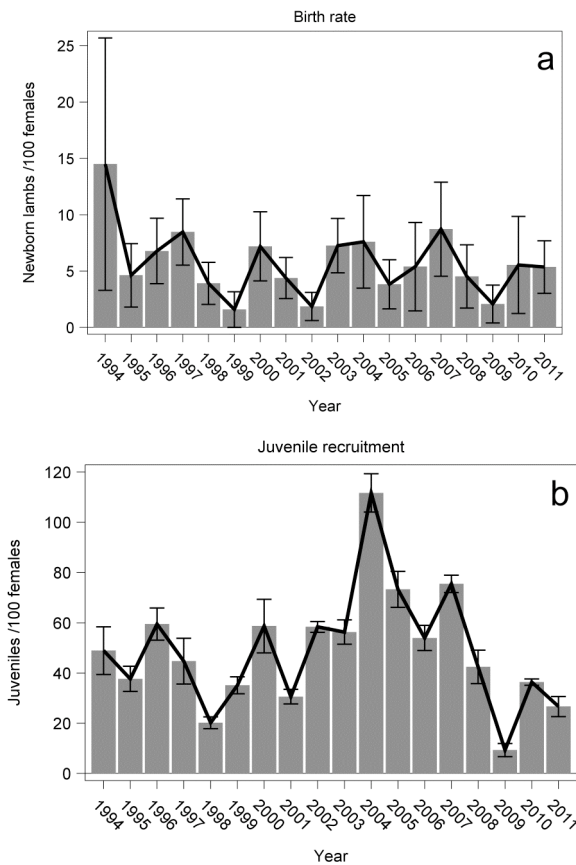 Birth rate
a
25
20
15
10
5
0
Newborn lambs /100 females
1994 1995 1996 1997 1998 1999 2000 2001 2002 2003 2004 2005 2006 2007 2008 2009 2010 2011
Year
Juvenile recruitment
b
120
100
80
60
40
20
0
Juveniles /100 females
1994 1995 1996 1997 1998 1999 2000 2001 2002 2003 2004 2005 2006 2007 2008 2009 2010 2011
Year